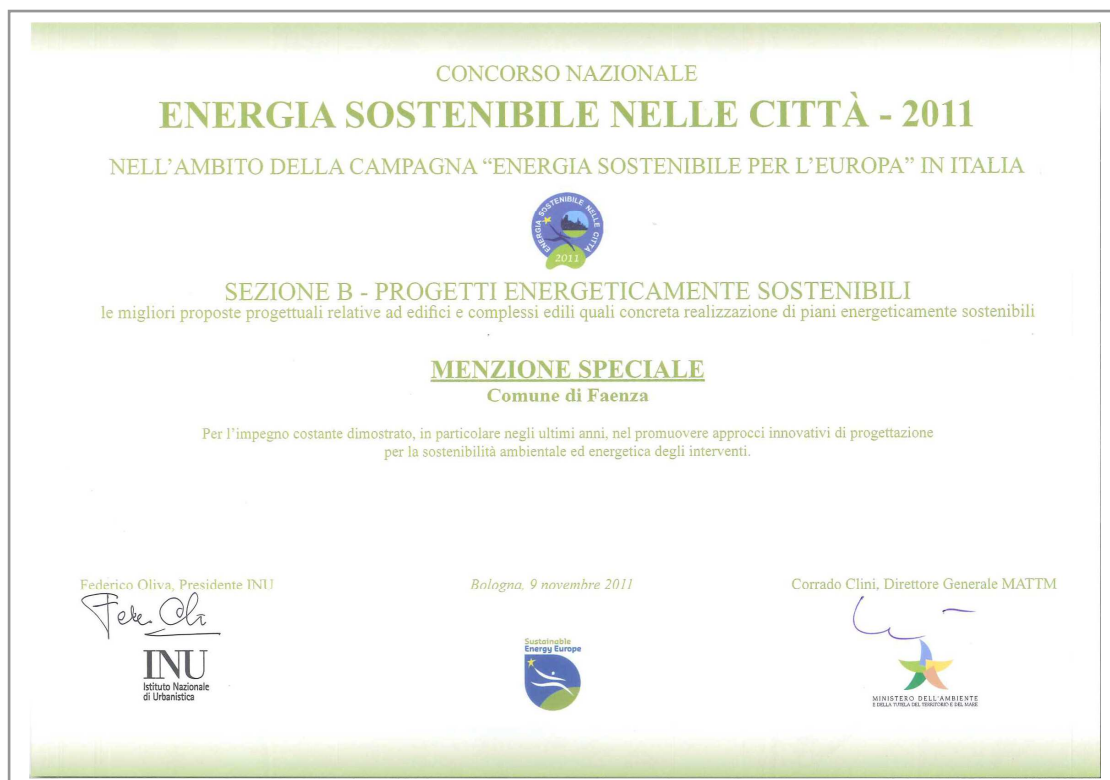 CONCORSO NAZIONALE
ENERGIA SOSTENIBILE NELLE CITTÀ - 2011
NELL'AMBITO DELLA CAMPAGNA “ENERGIA SOSTENIBILE PER L'EUROPA” IN ITALIA
ENERGIA SOSTENIBILE NELLE CITTÀ
2011
SEZIONE B - PROGETTI ENERGETICAMENTE SOSTENIBILI
le migliori proposte progettuali relative ad edifici e complessi edili quali concreta realizzazione di piani energeticamente sostenibili
MENZIONE SPECIALE
Comune di Faenza
Per l'impegno costante dimostrato, in particolare negli ultimi anni, nel promuovere approcci innovativi di progettazione
per la sostenibilità ambientale ed energetica degli interventi.
Federico Oliva, Presidente INU
Bologna, 9 novembre 2011
Corrado Clini, Direttore Generale MATTM
INU
Istituto Nazionale
di Urbanistica
Sustainable
Energy Europe
MINISTERO DELL'AMBIENTE
E DELLA TUTELA DEL TERRITORIO E DEL MARE